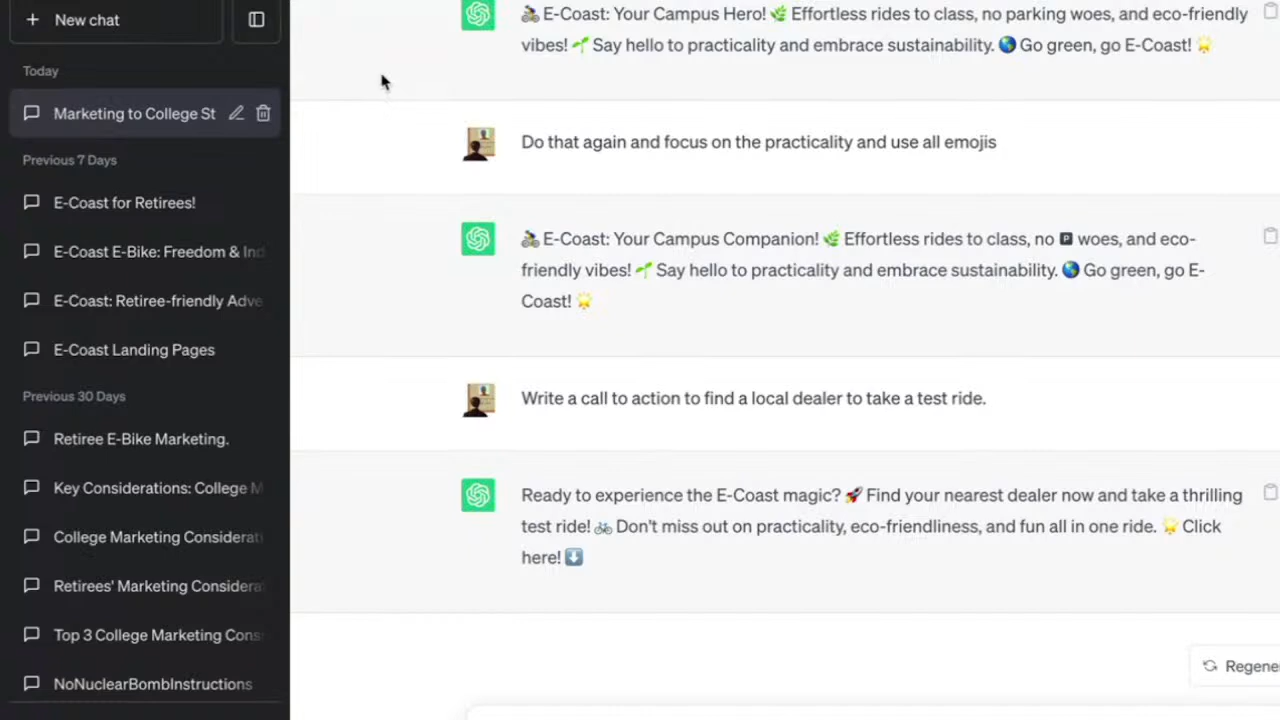 + New chat
Today
Marketing to College St
Previous 7 Days
E-Coast for Retirees!
E-Coast E-Bike: Freedom & Ind
E-Coast: Retiree-friendly Adve
E-Coast Landing Pages
Previous 30 Days
Retiree E-Bike Marketing.
Key Considerations: College M
College Marketing Considerati
Retirees' Marketing Considera
Top 3 College Marketing Cons
NoNuclearBombInstructions
🚴 E-Coast: Your Campus Hero! 🌿 Effortless rides to class, no parking woes, and eco-friendly
vibes! 🌱 Say hello to practicality and embrace sustainability. 🌎 Go green, go E-Coast! 🌟
Do that again and focus on the practicality and use all emojis
🚴 E-Coast: Your Campus Companion! 🌿 Effortless rides to class, no 🅿 woes, and eco-
friendly vibes! 🌱 Say hello to practicality and embrace sustainability. 🌎 Go green, go E-
Coast! 🌟
Write a call to action to find a local dealer to take a test ride.
Ready to experience the E-Coast magic? 🚀 Find your nearest dealer now and take a thrilling
test ride! 🚲 Don't miss out on practicality, eco-friendliness, and fun all in one ride. 🌟 Click
here! ⬇️
Regene